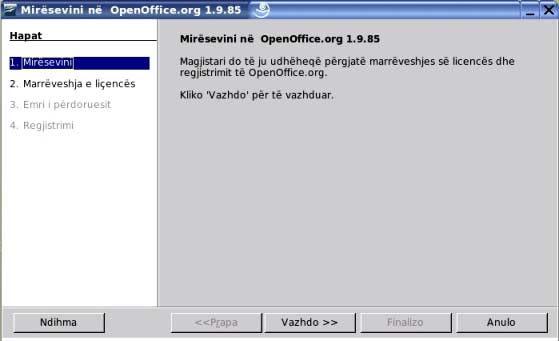 Mirësevini në  OpenOffice.org 1.9.85
Hapat
1. Mirësevini
2. Marrëveshja e liçencës
3. Emri i përdoruesit
4. Regjistrimi
Mirësevini në  OpenOffice.org 1.9.85
Magjistari do të ju udhëheqë përgjatë marrëveshjes së licencës dhe
regjistrimit të OpenOffice.org.
Kliko 'Vazhdo' për të vazhduar.
Ndihma
<<Prapa
Vazhdo >>
Finalizo
Anulo